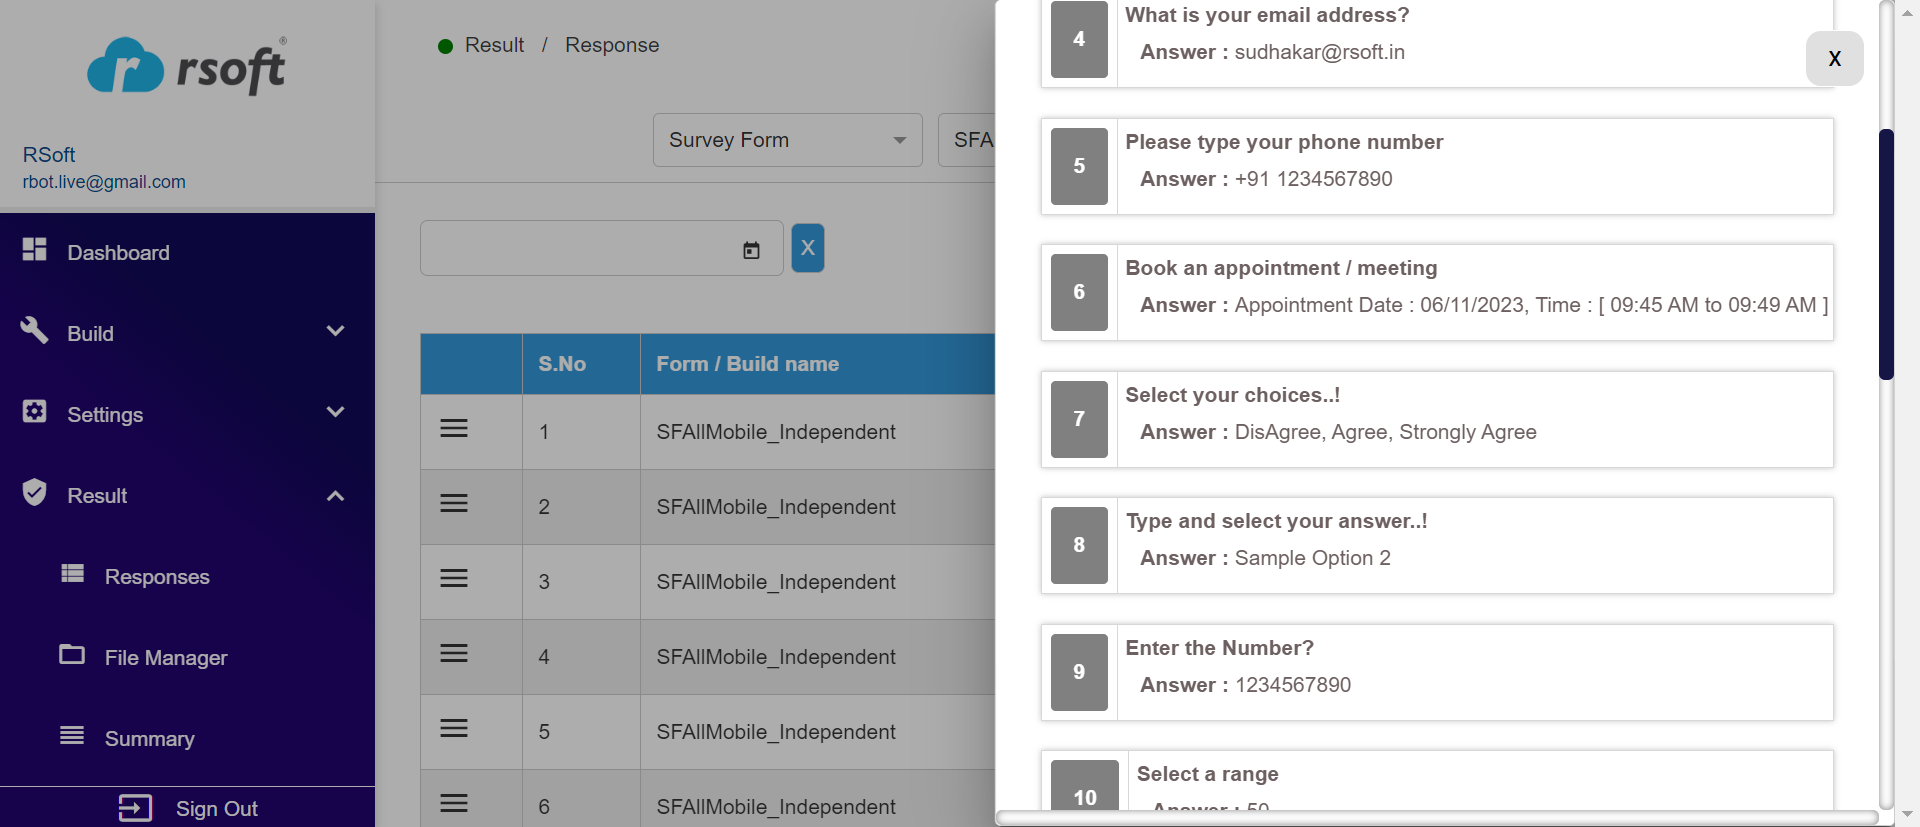 rsoft®
RSoft
rbot.live@gmail.com
Dashboard
Build
Settings
Result
Responses
File Manager
Summary
Sign Out
Result / Response
Survey Form
SFA
X
S.No Form / Build name
1 SFAllMobile_Independent
2 SFAllMobile_Independent
3 SFAllMobile_Independent
4 SFAllMobile_Independent
5 SFAllMobile_Independent
6 SFAllMobile_Independent
X
4 What is your email address?
Answer : sudhakar@rsoft.in
5 Please type your phone number
Answer : +91 1234567890
6 Book an appointment / meeting
Answer : Appointment Date : 06/11/2023, Time : [ 09:45 AM to 09:49 AM ]
7 Select your choices..!
Answer : DisAgree, Agree, Strongly Agree
8 Type and select your answer..!
Answer : Sample Option 2
9 Enter the Number?
Answer : 1234567890
10 Select a range
Answer : 50